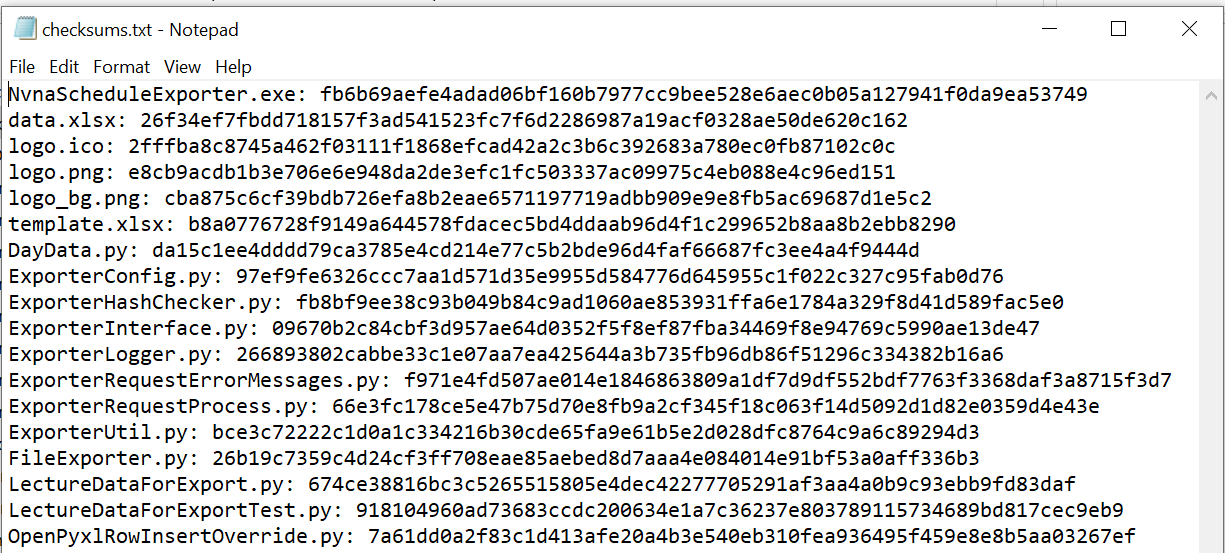 checksums.txt - Notepad
File Edit Format View Help
NvnaScheduleExporter.exe: fb6b69aefe4adad06bf160b7977cc9bee528e6aec0b05a127941f0da9ea53749
data.xlsx: 26f34ef7fbdd718157f3ad541523fc7f6d2286987a19acf0328ae50de620c162
logo.ico: 2fffba8c8745a462f03111f1868efcad42a2c3b6c392683a780ec0fb87102c0c
logo.png: e8cb9acdb1b3e706e6e948da2de3efc1fc503337ac09975c4eb088e4c96ed151
logo_bg.png: cba875c6cf39bdb726efa8b2eae6571197719adbb909e9e8fb5ac69687d1e5c2
template.xlsx: b8a0776728f9149a644578fdacec5bd4ddaab96d4f1c299652b8aa8b2ebb8290
DayData.py: da15c1ee4dddd79ca3785e4cd214e77c5b2bde96d4faf66687fc3ee4a4f9444d
ExporterConfig.py: 97ef9fe6326ccc7aa1d571d35e9955d584776d645955c1f022c327c95fab0d76
ExporterHashChecker.py: fb8bf9ee38c93b049b84c9ad1060ae853931ffa6e1784a329f8d41d589fac5e0
ExporterInterface.py: 09670b2c84cbf3d957ae64d0352f5f8ef87fba34469f8e94769c5990ae13de47
ExporterLogger.py: 266893802cabbe33c1e07aa7ea425644a3b735fb96db86f51296c334382b16a6
ExporterRequestErrorMessages.py: f971e4fd507ae014e1846863809a1df7d9df552bdf7763f3368daf3a8715f3d7
ExporterRequestProcess.py: 66e3fc178ce5e47b75d70e8fb9a2cf345f18c063f14d5092d1d82e0359d4e43e
ExporterUtil.py: bce3c72222c1d0a1c334216b30cde65fa9e61b5e2d028dfc8764c9a6c89294d3
FileExporter.py: 26b19c7359c4d24cf3ff708eae85aebed8d7aaa4e084014e91bf53a0aff336b3
LectureDataForExport.py: 674ce38816bc3c5265515805e4dec42277705291af3aa4a0b9c93ebb9fd83daf
LectureDataForExportTest.py: 918104960ad73683ccdc200634e1a7c36237e803789115734689bd817cec9eb9
OpenPyxlRowInsertOverride.py: 7a61dd0a2f83c1d413afe20a4b3e540eb310fea936495f459e8e8b5aa03267ef